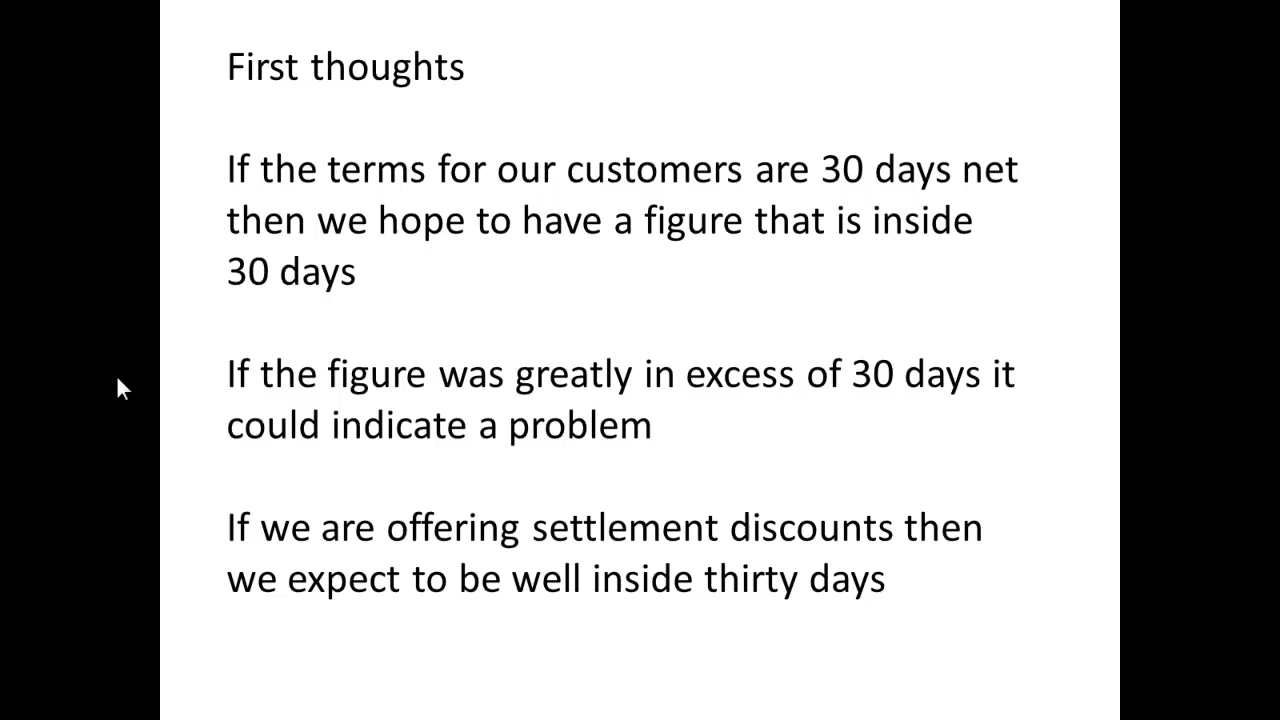 First thoughts
If the terms for our customers are 30 days net
then we hope to have a figure that is inside
30 days
If the figure was greatly in excess of 30 days it
could indicate a problem
If we are offering settlement discounts then
we expect to be well inside thirty days